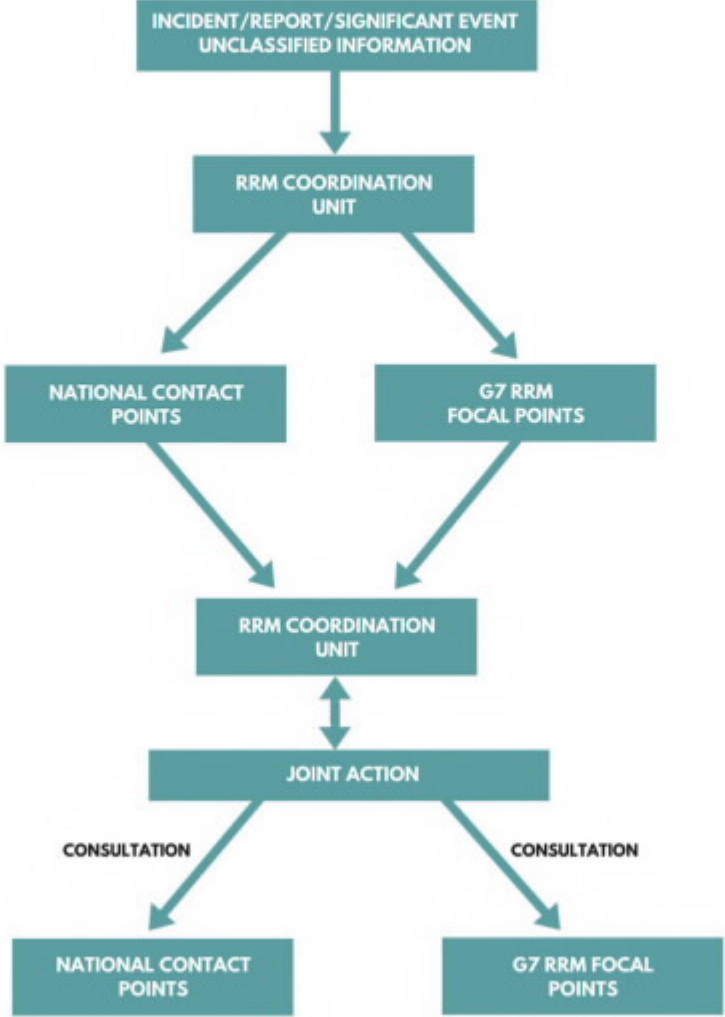 INCIDENT/REPORT/SIGNIFICANT EVENT
UNCLASSIFIED INFORMATION
RRM COORDINATION
UNIT
NATIONAL CONTACT
POINTS
G7 RRM
FOCAL POINTS
RRM COORDINATION
UNIT
JOINT ACTION
CONSULTATION
CONSULTATION
NATIONAL CONTACT
POINTS
G7 RRM FOCAL
POINTS